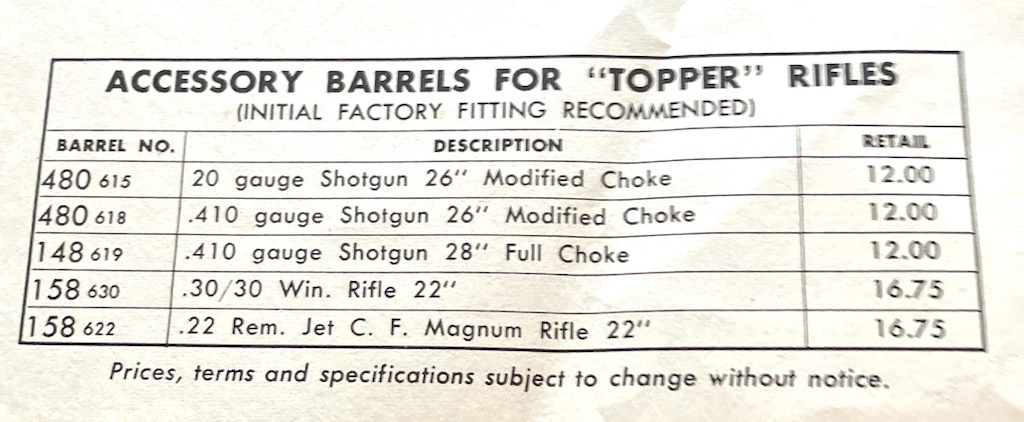 ACCESSORY BARRELS FOR "TOPPER" RIFLES
(INITIAL FACTORY FITTING RECOMMENDED)
BARREL NO. DESCRIPTION RETAIL
480 615 20 gauge Shotgun 26" Modified Choke 12.00
480 618 .410 gauge Shotgun 26" Modified Choke 12.00
148 619 .410 gauge Shotgun 28" Full Choke 12.00
158 630 .30/30 Win. Rifle 22" 16.75
158 622 .22 Rem. Jet C. F. Magnum Rifle 22" 16.75
Prices, terms and specifications subject to change without notice.